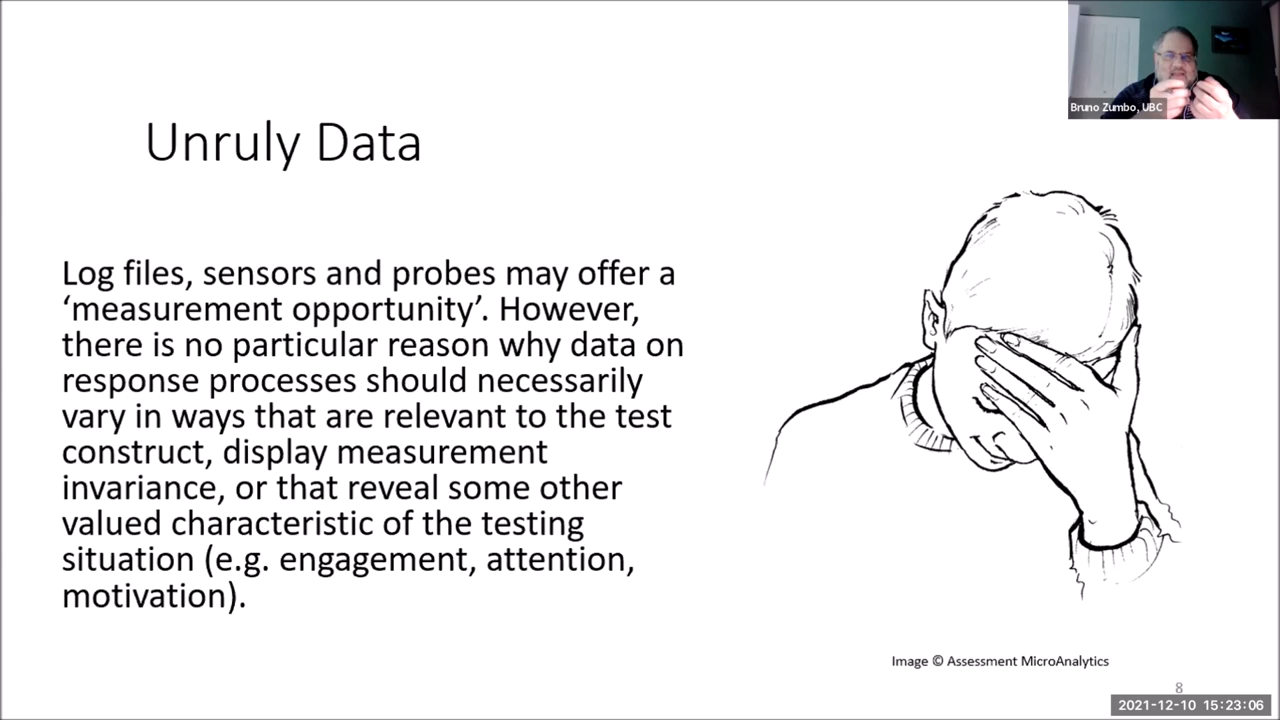 Bruno Zumbo, UBC
Unruly Data
Log files, sensors and probes may offer a
‘measurement opportunity’. However,
there is no particular reason why data on
response processes should necessarily
vary in ways that are relevant to the test
construct, display measurement
invariance, or that reveal some other
valued characteristic of the testing
situation (e.g. engagement, attention,
motivation).
Image © Assessment MicroAnalytics
8
2021-12-10 15:23:06